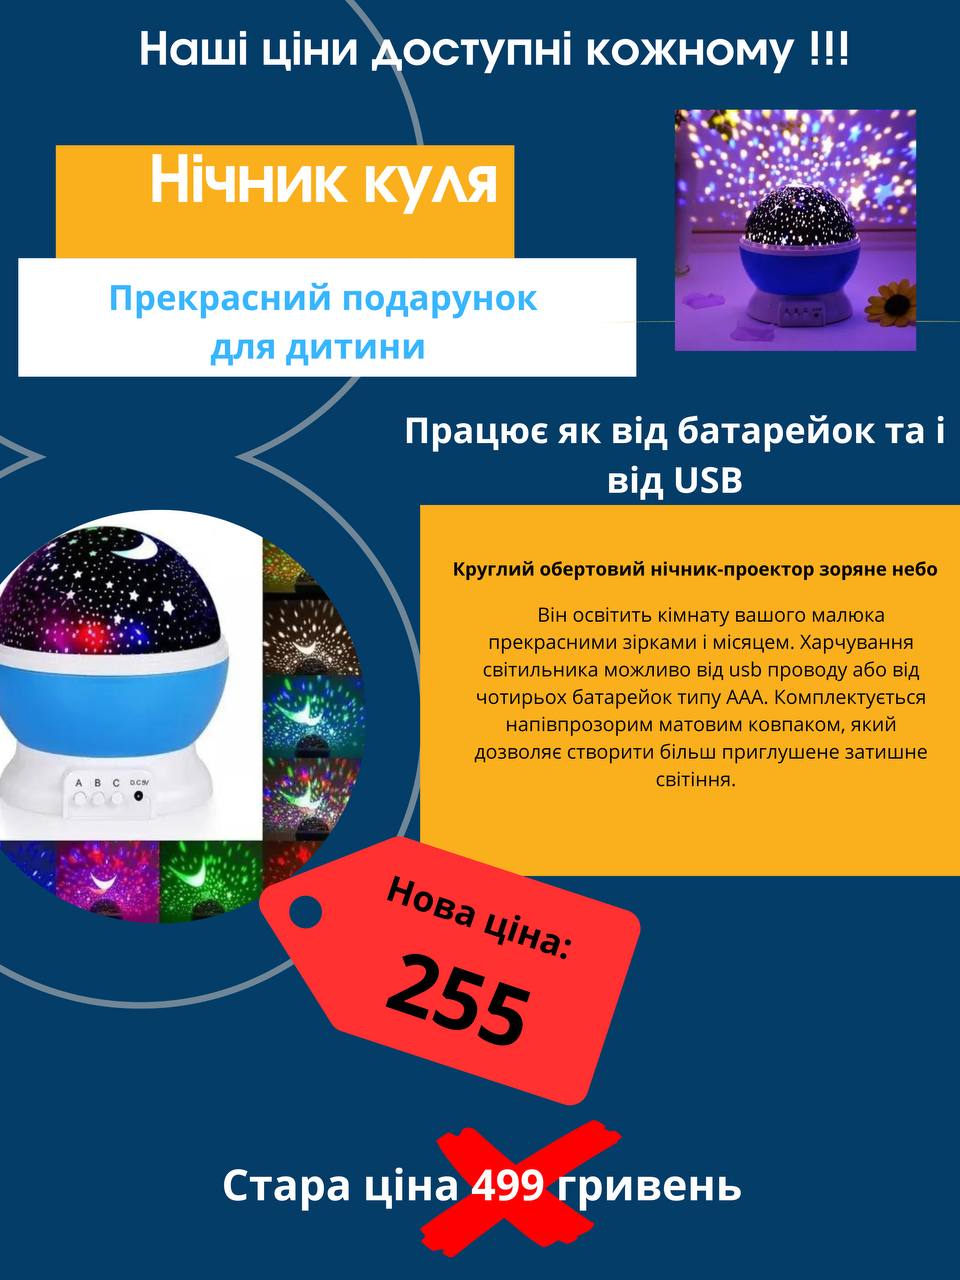 Наші ціни доступні кожному !!!
Нічник куля
Прекрасний подарунок
для дитини
Працює як від батарейок та і
від USB
Круглий обертовий нічник-проектор зоряне небо
Він освітить кімнату вашого малюка
прекрасними зірками і місяцем. Харчування
світильника можливо від usb проводу або від
чотирьох батарейок типу ААА. Комплектується
напівпрозорим матовим ковпаком, який
дозволяє створити більш приглушене затишне
світіння.
A B C D.C 5V
Нова ціна:
255
Стара ціна 499 гривень